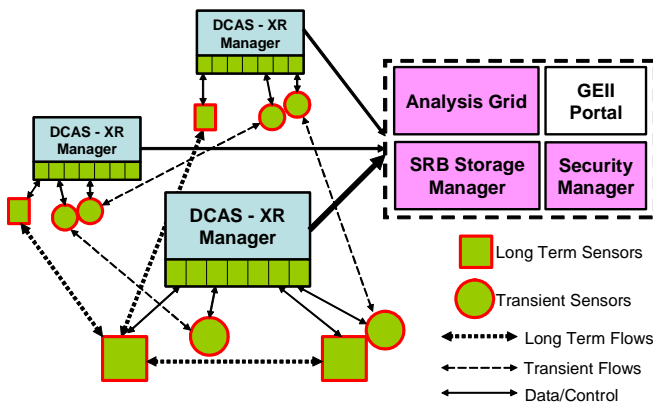 DCAS - XR
Manager
DCAS - XR
Manager
DCAS - XR
Manager
Analysis Grid
GEII
Portal
SRB Storage
Manager
Security
Manager
Long Term Sensors
Transient Sensors
Long Term Flows
Transient Flows
Data/Control